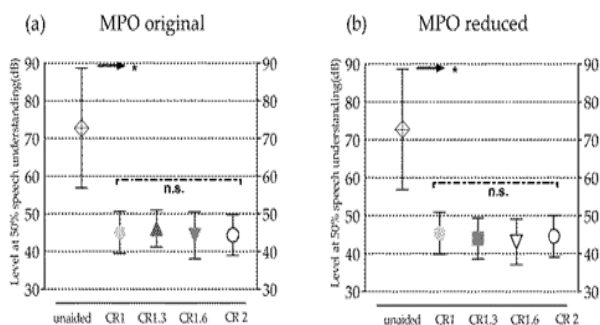 (a) MPO original
Level at 50% speech understanding(dB)
90 90
80 80
70 70
60 60
50 50
40 40
30 30
*
n.s.
unaided CR1 CR1.3 CR1.6 CR 2
(b) MPO reduced
Level at 50% speech understanding(dB)
90 90
80 80
70 70
60 60
50 50
40 40
30 30
*
n.s.
unaided CR1 CR1.3 CR1.6 CR 2